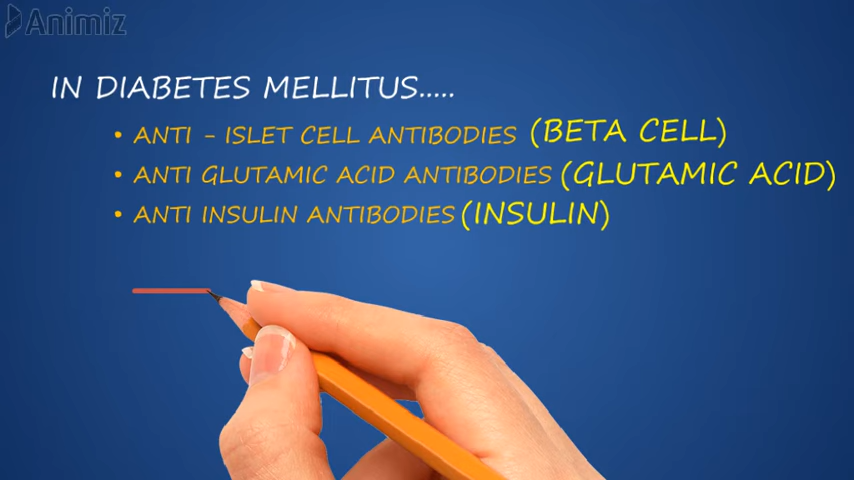 Animiz
IN DIABETES MELLITUS.....
• ANTI - ISLET CELL ANTIBODIES (BETA CELL)
• ANTI GLUTAMIC ACID ANTIBODIES (GLUTAMIC ACID)
• ANTI INSULIN ANTIBODIES (INSULIN)